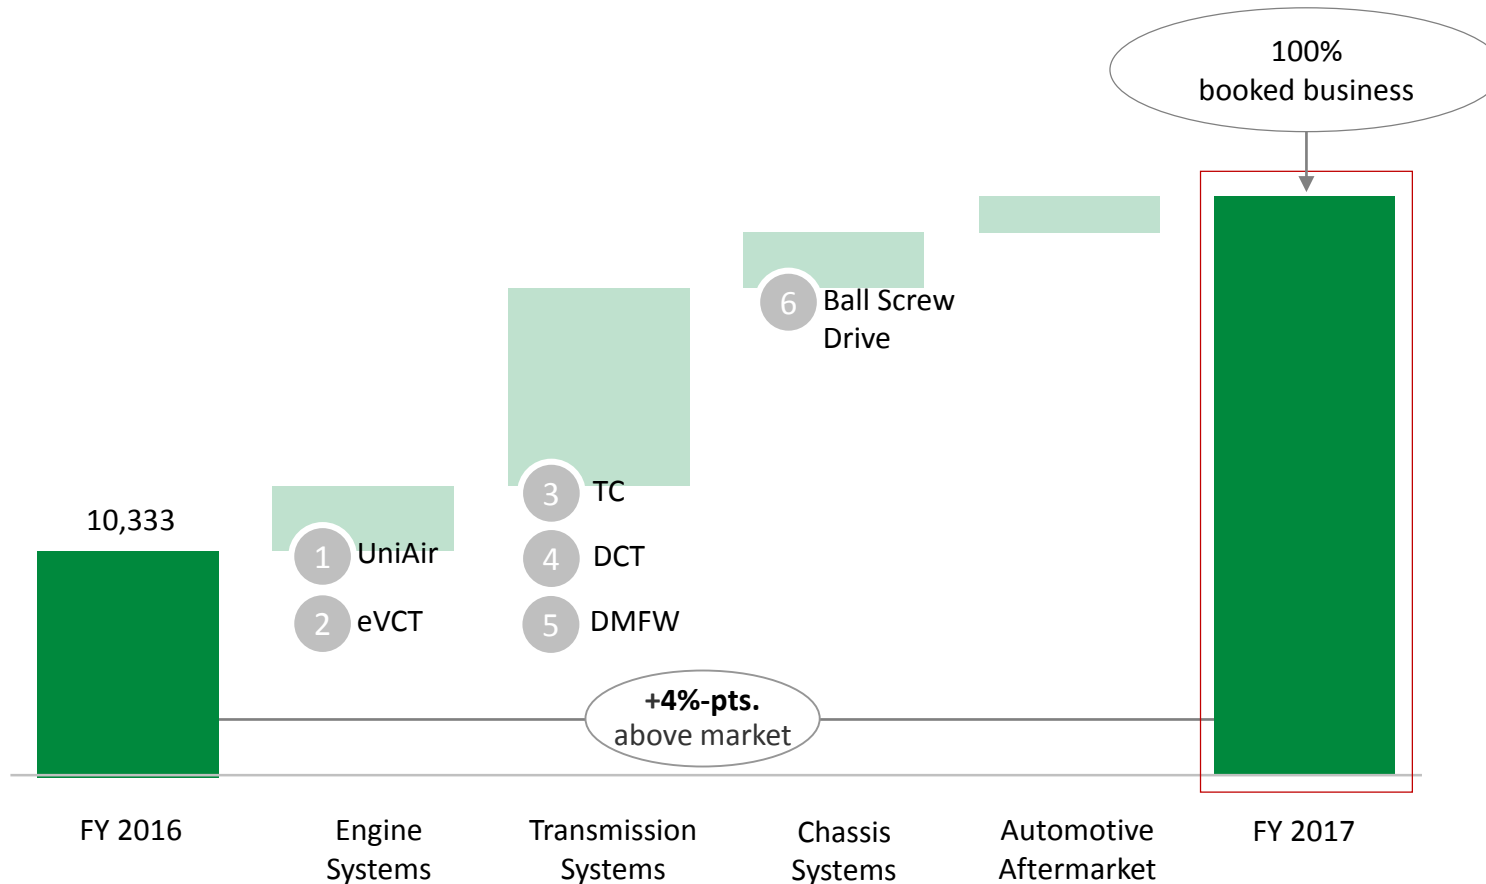 100%
booked business
6 Ball Screw
Drive
10,333
3 TC
1 UniAir
4 DCT
2 eVCT
5 DMFW
+4%-pts.
above market
FY 2016
Engine
Systems
Transmission
Systems
Chassis
Systems
Automotive
Aftermarket
FY 2017